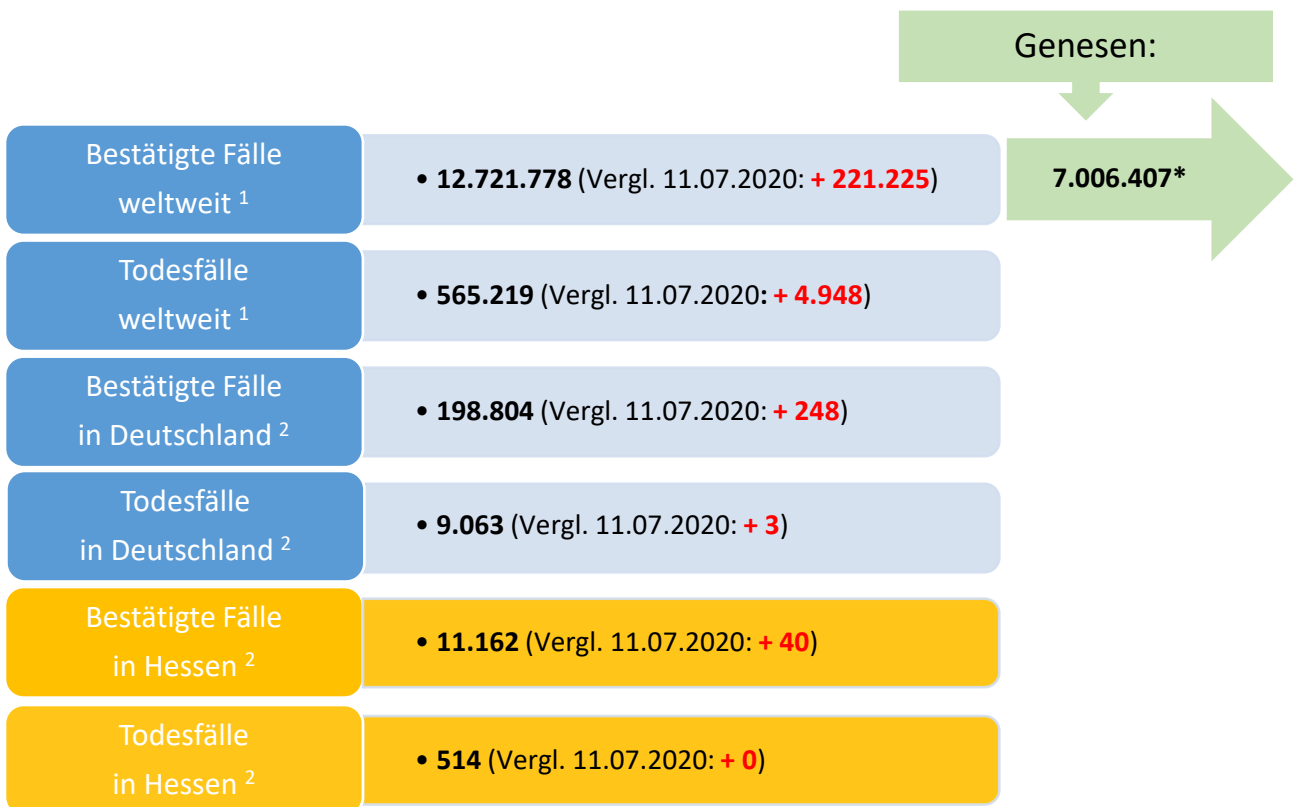 Genesen:
Bestätigte Fälle
weltweit ¹
• 12.721.778 (Vergl. 11.07.2020: + 221.225)
7.006.407*
Todesfälle
weltweit ¹
• 565.219 (Vergl. 11.07.2020: + 4.948)
Bestätigte Fälle
in Deutschland ²
• 198.804 (Vergl. 11.07.2020: + 248)
Todesfälle
in Deutschland ²
• 9.063 (Vergl. 11.07.2020: + 3)
Bestätigte Fälle
in Hessen ²
• 11.162 (Vergl. 11.07.2020: + 40)
Todesfälle
in Hessen ²
• 514 (Vergl. 11.07.2020: + 0)